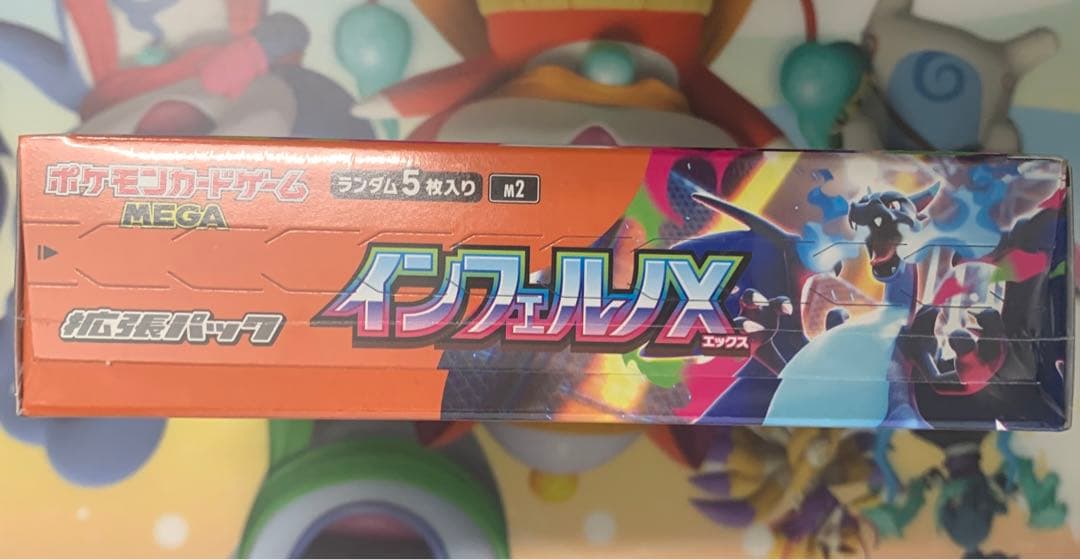 ポケモンカードゲーム
MEGA
ランダム5枚入り M2
インフェルノX
エックス
拡張パック